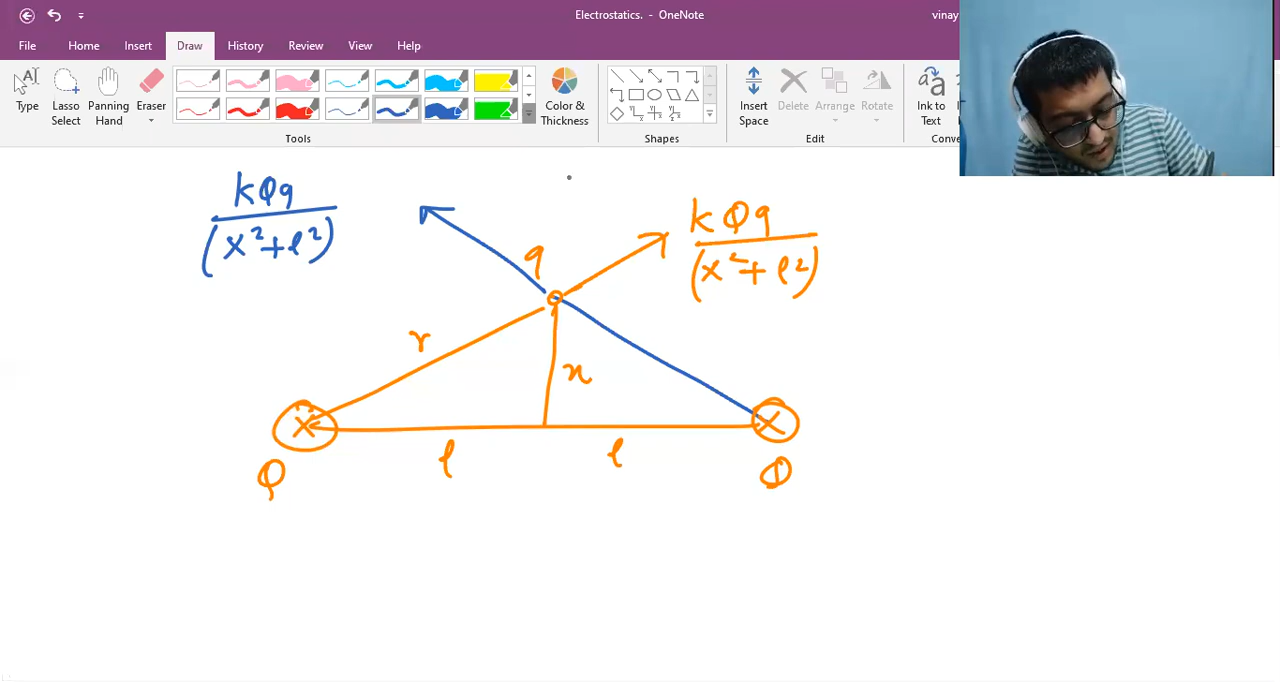 Electrostatics. - OneNote
vinay
File Home Insert Draw History Review View Help
Type
Lasso Select
Panning Hand
Eraser
Color & Thickness
Insert Space
Delete
Arrange
Rotate
Ink to Text
Tools
Shapes
Edit
Conve
kQq
(x²+l²)
q
kQq
(x²+l²)
r
x
l
l
Q
Q